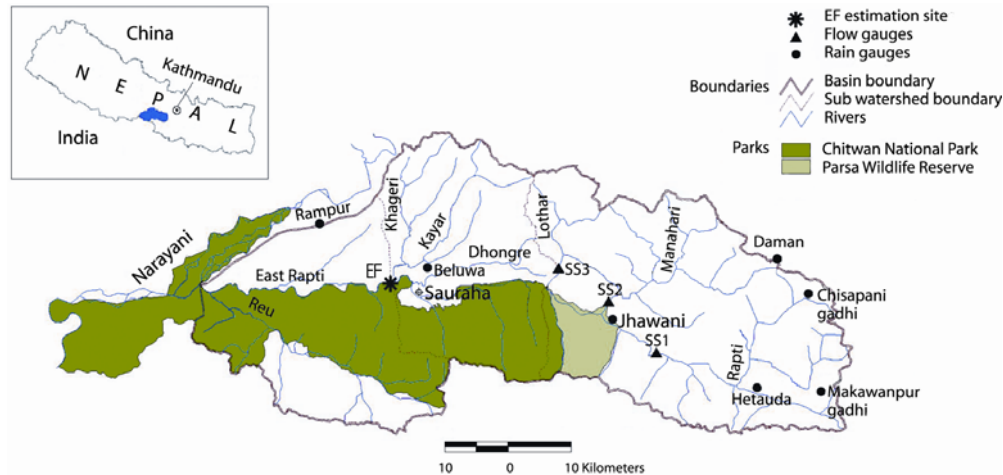 China
Kathmandu
N E P A L
India
EF estimation site
Flow gauges
Rain gauges
Boundaries
Basin boundary
Sub watershed boundary
Rivers
Parks
Chitwan National Park
Parsa Wildlife Reserve
Narayani
Rampur
Khageri
Kayar
Lothar
Manahari
Daman
Dhongre
East Rapti
EF
Beluwa
SS3
Sauraha
SS2
Chisapani
gadhi
Reu
Jhawani
SS1
Rapti
Hetauda
Makawanpur
gadhi
10 0 10 Kilometers